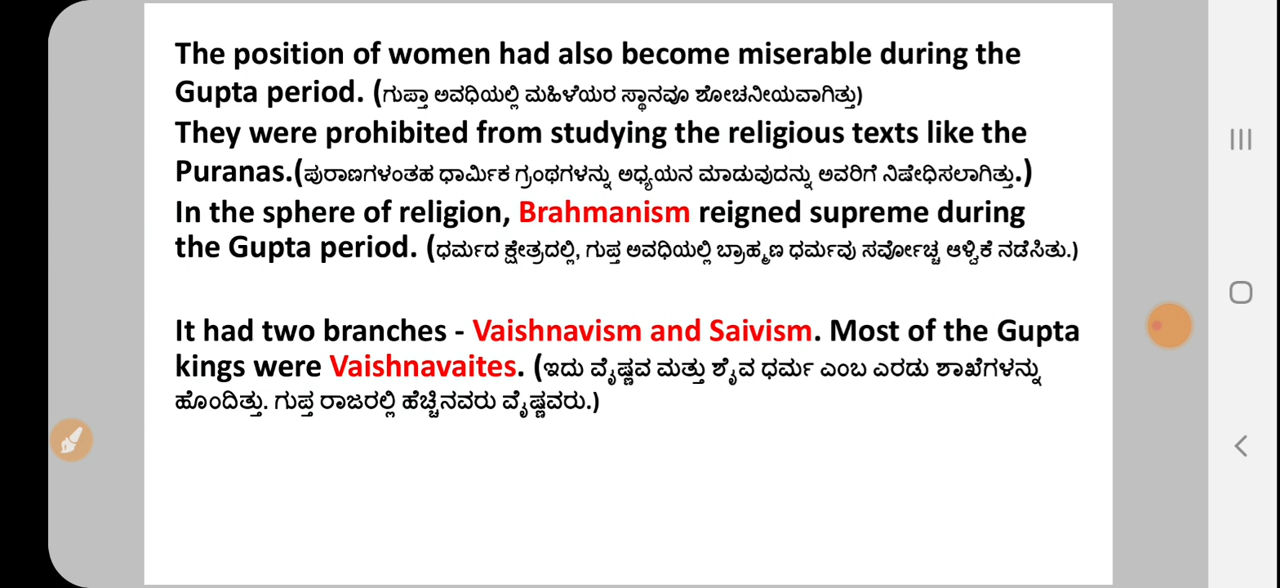 The position of women had also become miserable during the
Gupta period. (ಗುಪ್ತಾ ಅವಧಿಯಲ್ಲಿ ಮಹಿಳೆಯರ ಸ್ಥಾನವೂ ಶೋಚನೀಯವಾಗಿತ್ತು)
They were prohibited from studying the religious texts like the
Puranas.(ಪುರಾಣಗಳಂತಹ ಧಾರ್ಮಿಕ ಗ್ರಂಥಗಳನ್ನು ಅಧ್ಯಯನ ಮಾಡುವುದನ್ನು ಅವರಿಗೆ ನಿಷೇಧಿಸಲಾಗಿತ್ತು.)
In the sphere of religion, Brahmanism reigned supreme during
the Gupta period. (ಧರ್ಮದ ಕ್ಷೇತ್ರದಲ್ಲಿ, ಗುಪ್ತ ಅವಧಿಯಲ್ಲಿ ಬ್ರಾಹ್ಮಣ ಧರ್ಮವು ಸರ್ವೋಚ್ಚ ಆಳ್ವಿಕೆ ನಡೆಸಿತು.)
It had two branches - Vaishnavism and Saivism. Most of the Gupta
kings were Vaishnavaites. (ಇದು ವೈಷ್ಣವ ಮತ್ತು ಶೈವ ಧರ್ಮ ಎಂಬ ಎರಡು ಶಾಖೆಗಳನ್ನು
ಹೊಂದಿತ್ತು. ಗುಪ್ತ ರಾಜರಲ್ಲಿ ಹೆಚ್ಚಿನವರು ವೈಷ್ಣವರು.)